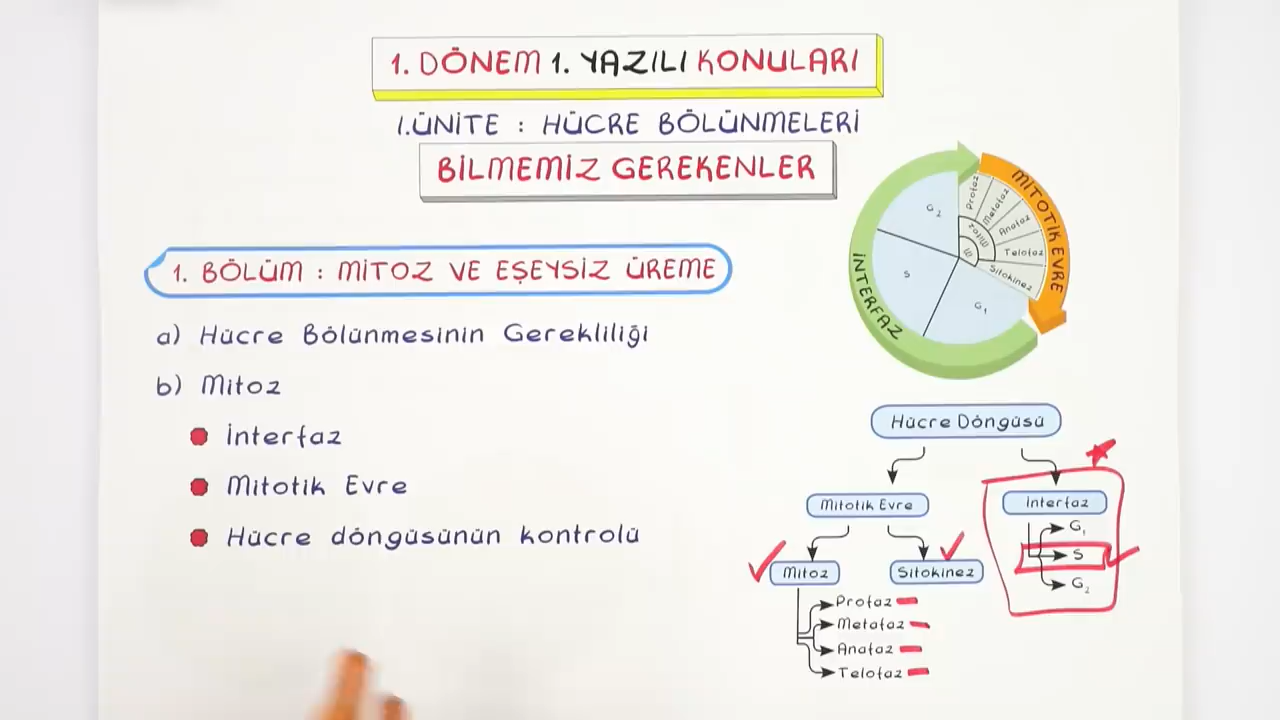 1. DÖNEM 1. YAZILI KONULARI
1.ÜNİTE : HÜCRE BÖLÜNMELERİ
BİLMEMİZ GEREKENLER
1. BÖLÜM : MİTOZ VE EŞEYSİZ ÜREME
a) Hücre Bölünmesinin Gerekliliği
b) Mitoz
İnterfaz
Mitotik Evre
Hücre döngüsünün kontrolü
MİTOTİK EVRE
İNTERFAZ
G2
S
G1
Profaz
Metafaz
Anafaz
Telofaz
Sitokinez
Mitoz
Hücre Döngüsü
Mitotik Evre
İnterfaz
G1
S
G2
Mitoz
Sitokinez
Profaz
Metafaz
Anafaz
Telofaz